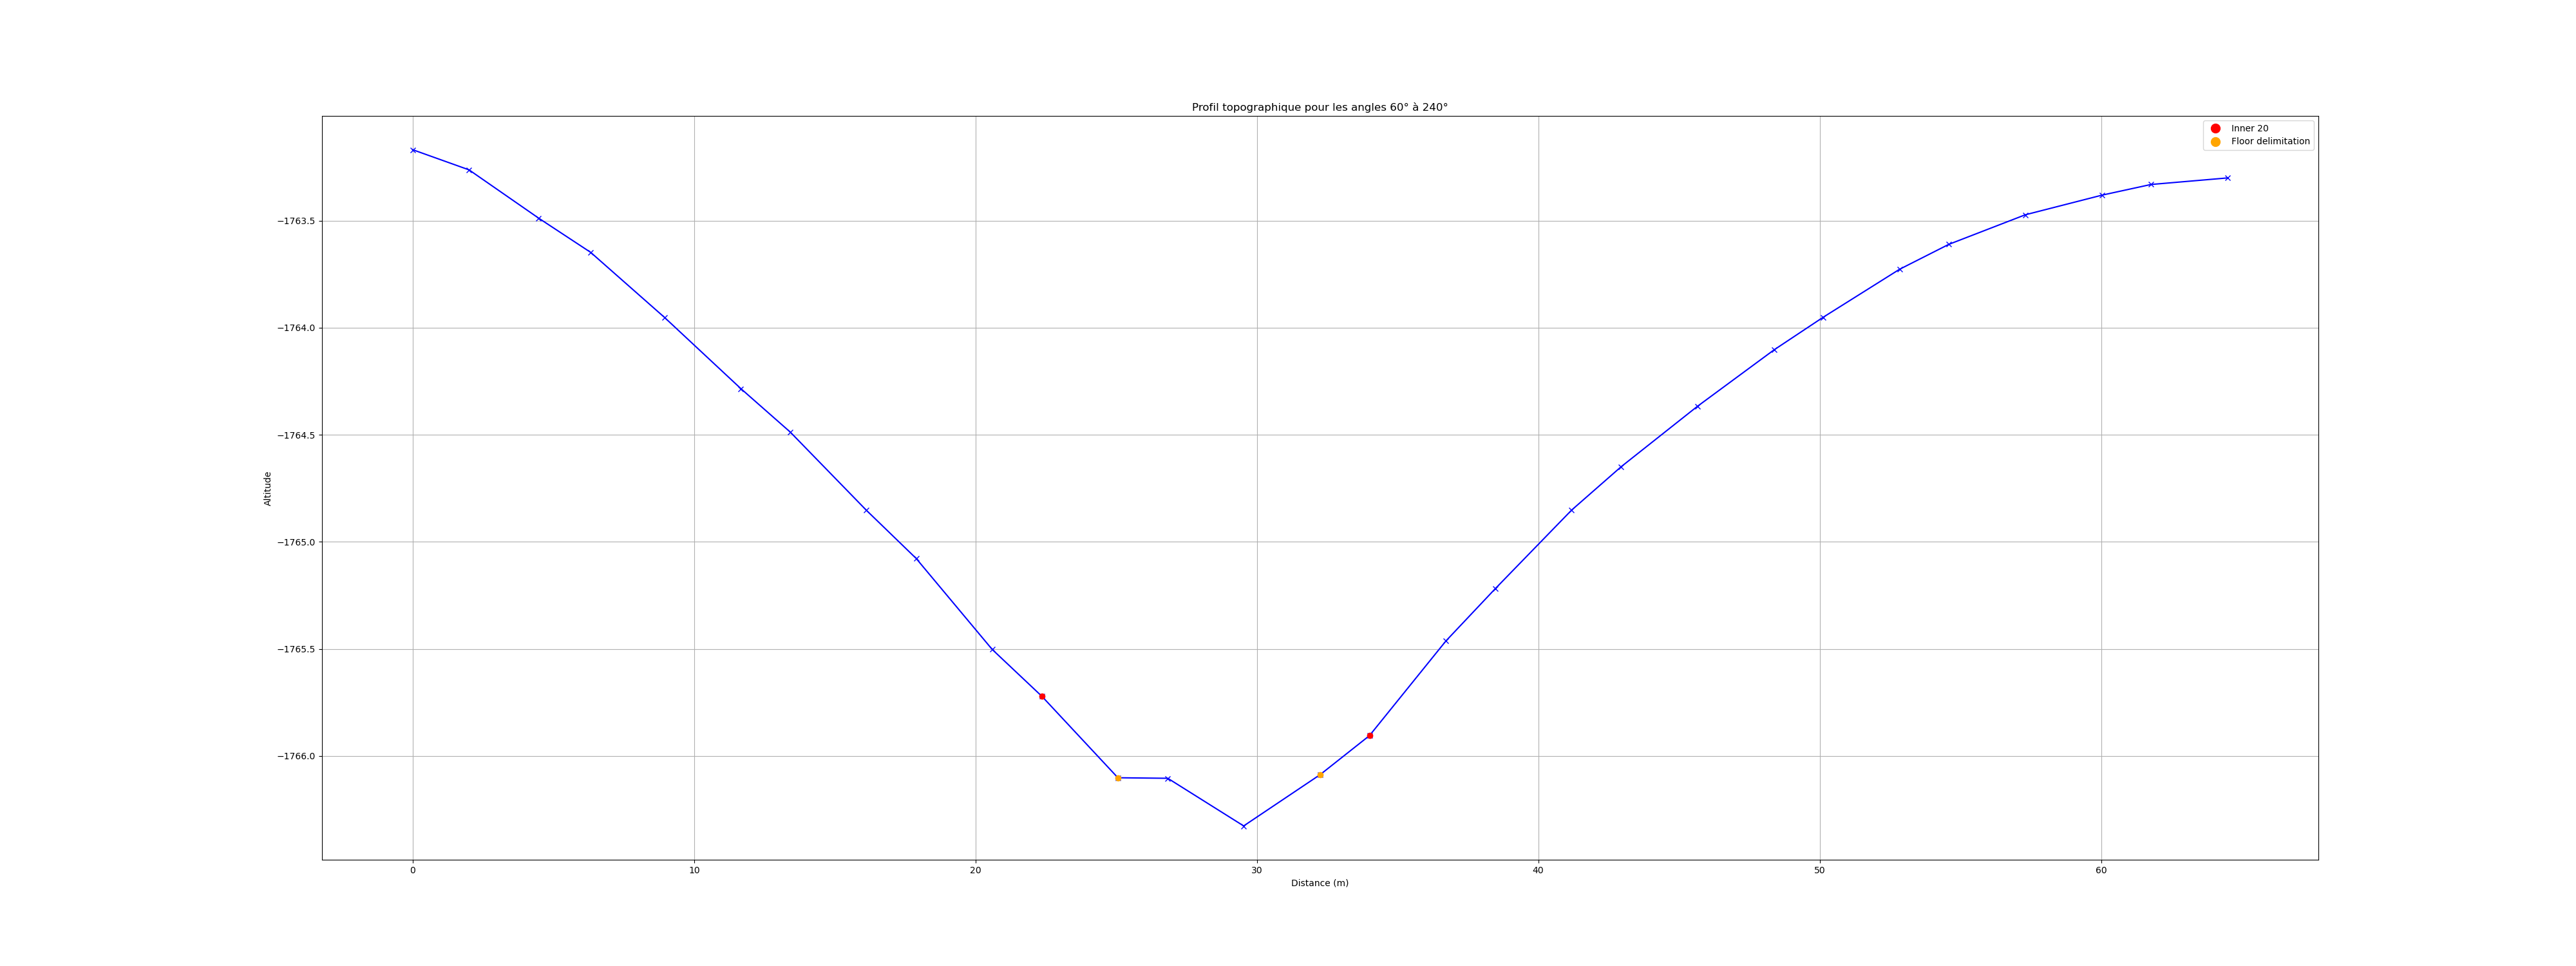 Profil topographique pour les angles 60° à 240°
Inner 20
Floor delimitation
−1763.5
−1764.0
−1764.5
−1765.0
−1765.5
−1766.0
Altitude
0 10 20 30 40 50 60
Distance (m)